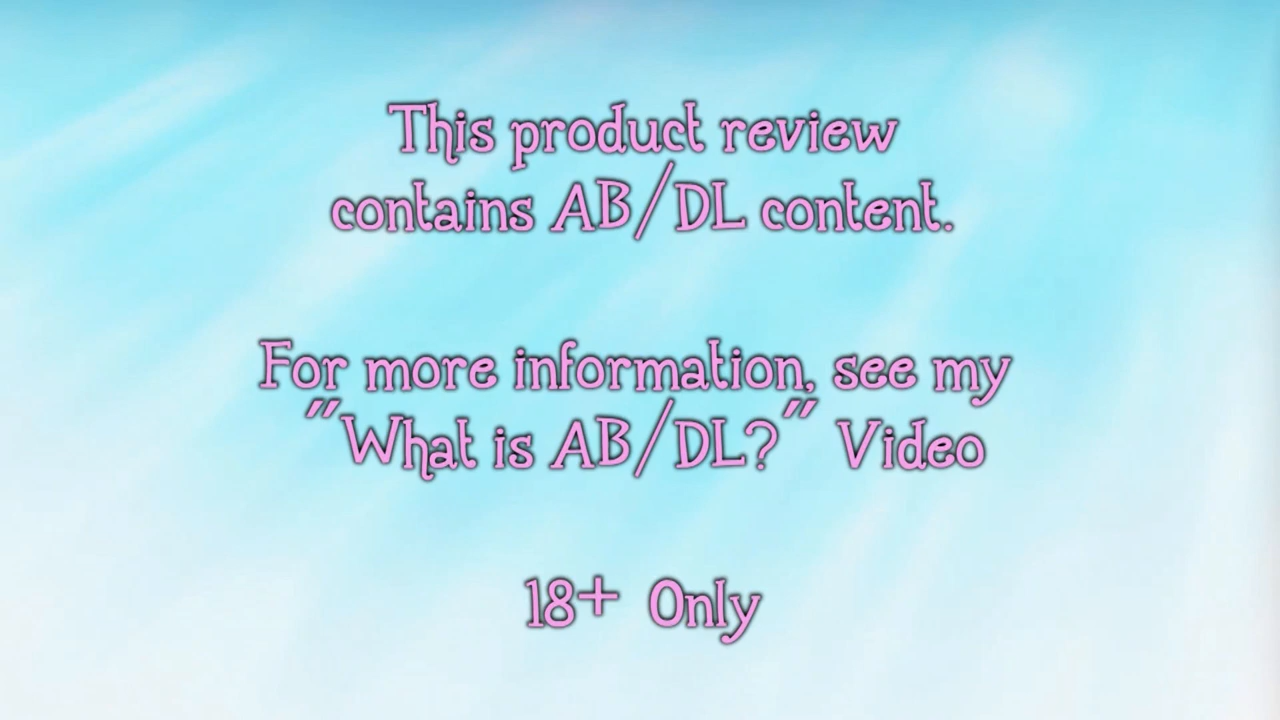 This product review
contains AB/DL content.
For more information, see my
"What is AB/DL?" Video
18+ Only